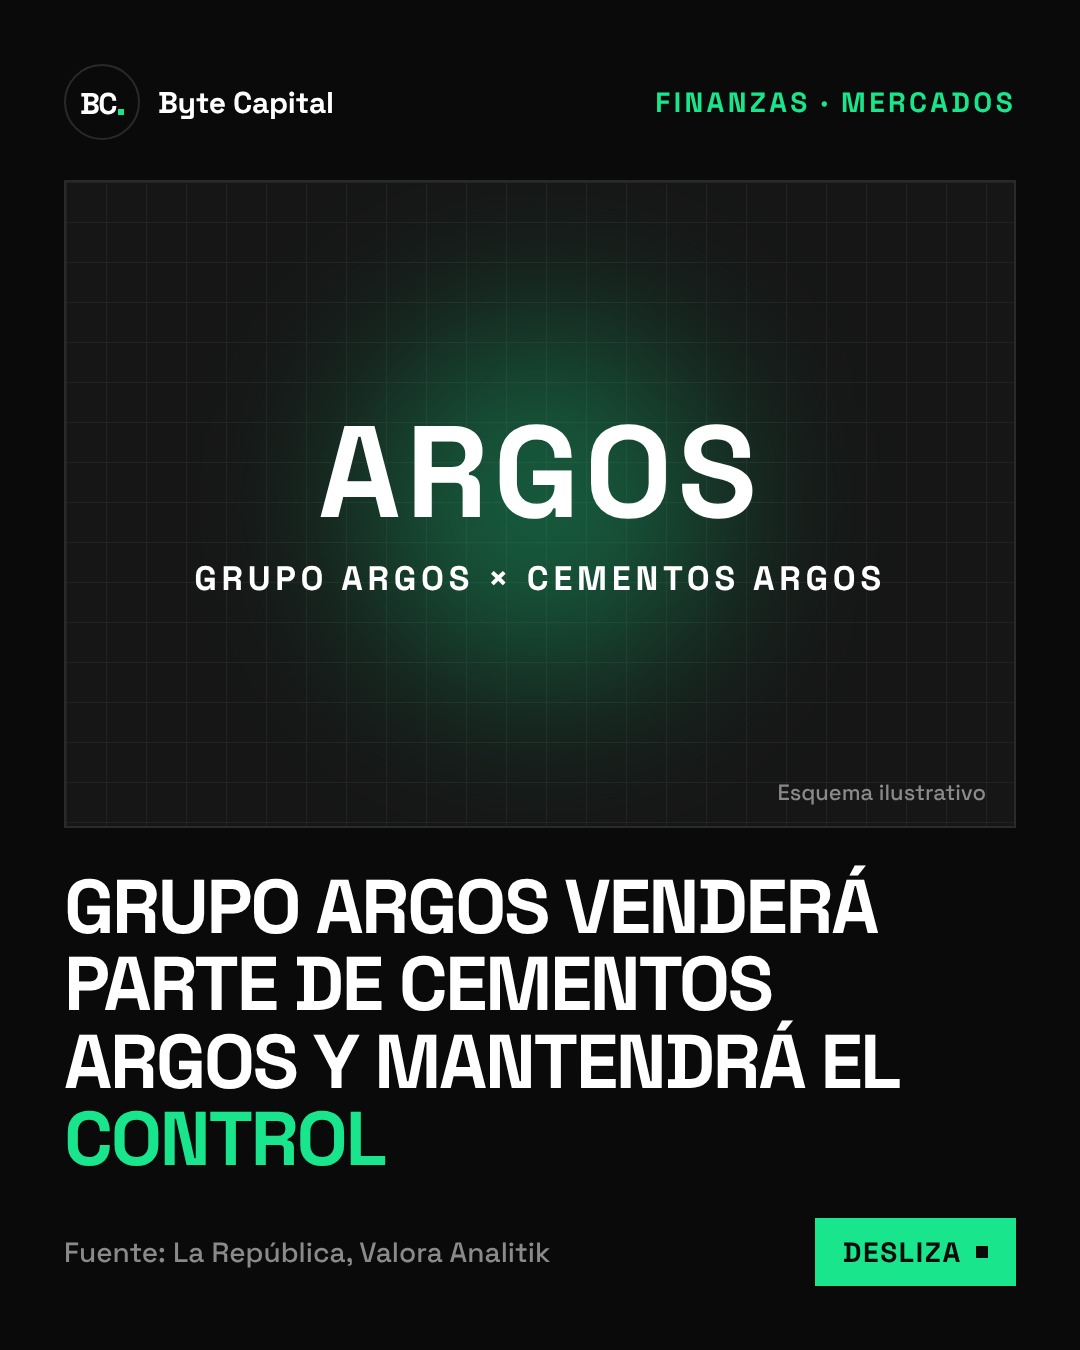 BC.
Byte Capital
FINANZAS · MERCADOS
ARGOS
GRUPO ARGOS × CEMENTOS ARGOS
Esquema ilustrativo
GRUPO ARGOS VENDERÁ
PARTE DE CEMENTOS
ARGOS Y MANTENDRÁ EL
CONTROL
Fuente: La República, Valora Analitik
DESLIZA